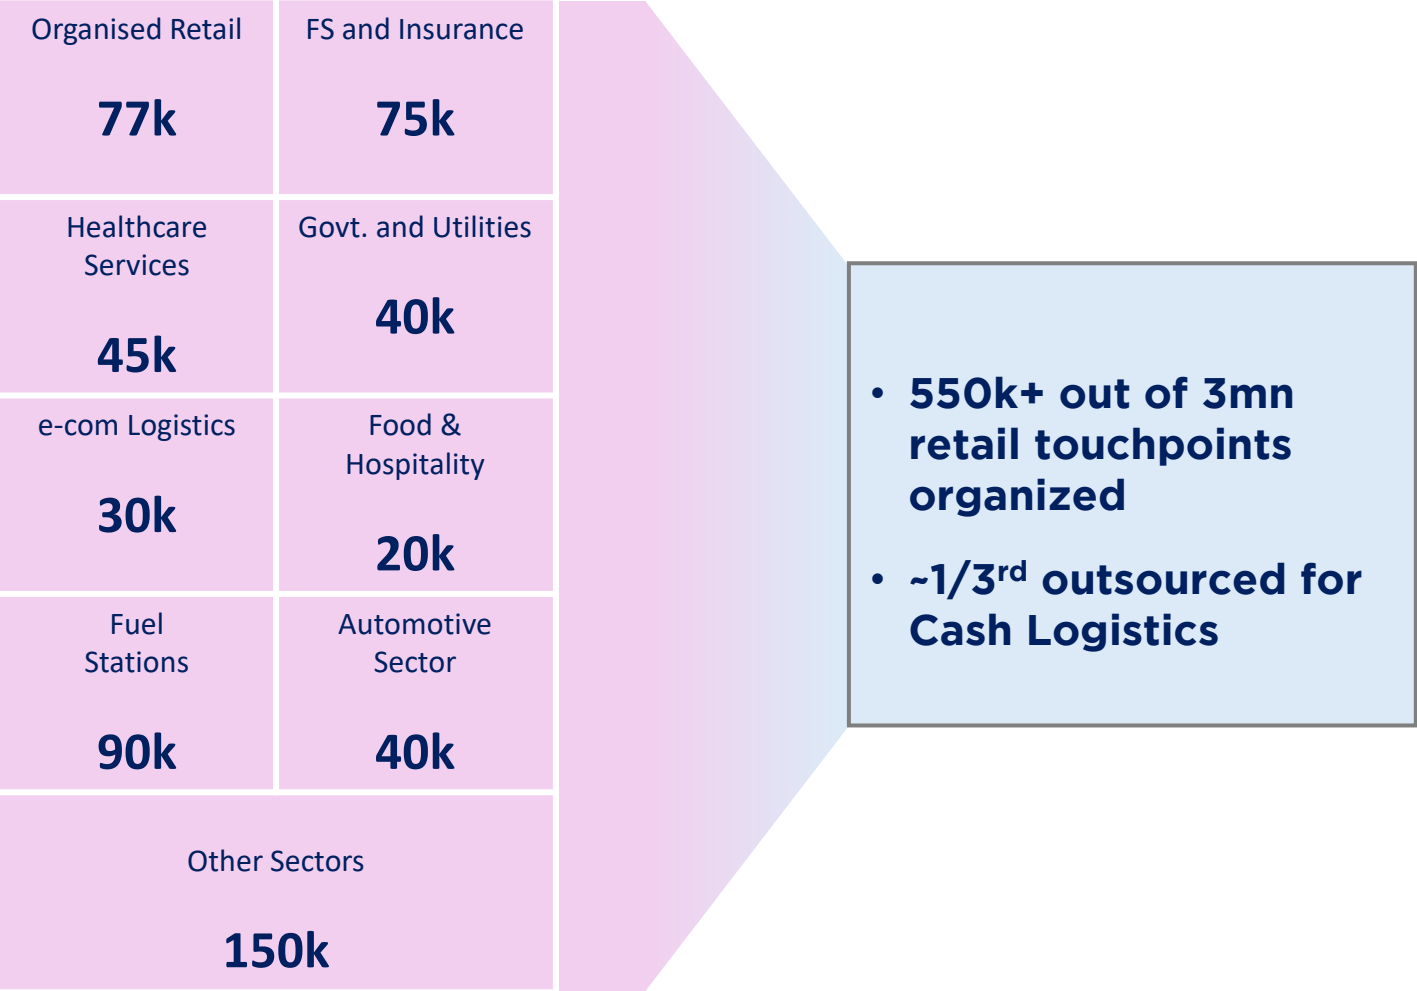 Organised Retail
77k
FS and Insurance
75k
Healthcare
Services
45k
Govt. and Utilities
40k
e-com Logistics
30k
Food &
Hospitality
20k
Fuel
Stations
90k
Automotive
Sector
40k
Other Sectors
150k
• 550k+ out of 3mn
retail touchpoints
organized
• ~1/3rd outsourced for
Cash Logistics